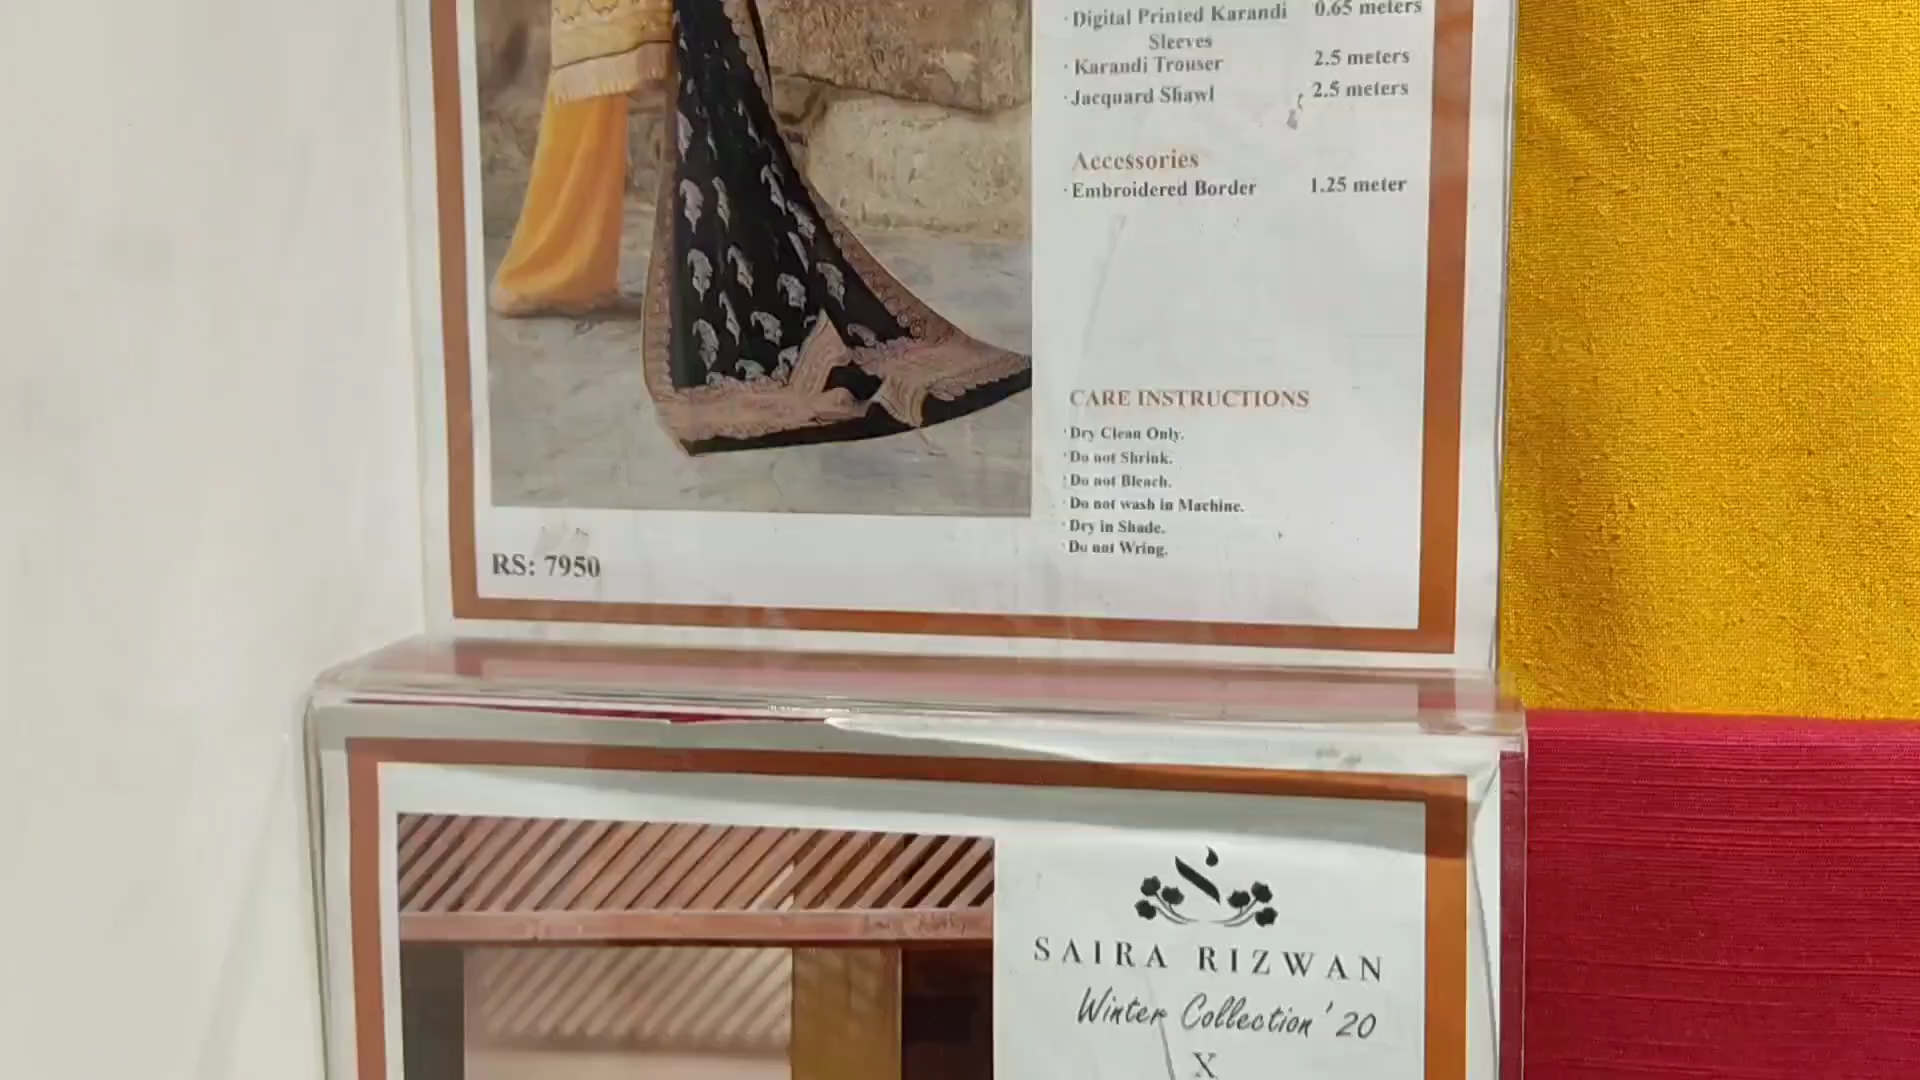 · Digital Printed Karandi 0.65 meters
Sleeves
· Karandi Trouser 2.5 meters
· Jacquard Shawl 2.5 meters
Accessories
· Embroidered Border 1.25 meter
CARE INSTRUCTIONS
· Dry Clean Only.
· Do not Shrink.
· Do not Bleach.
· Do not wash in Machine.
· Dry in Shade.
· Do not Wring.
RS: 7950
SAIRA RIZWAN
Winter Collection '20
X